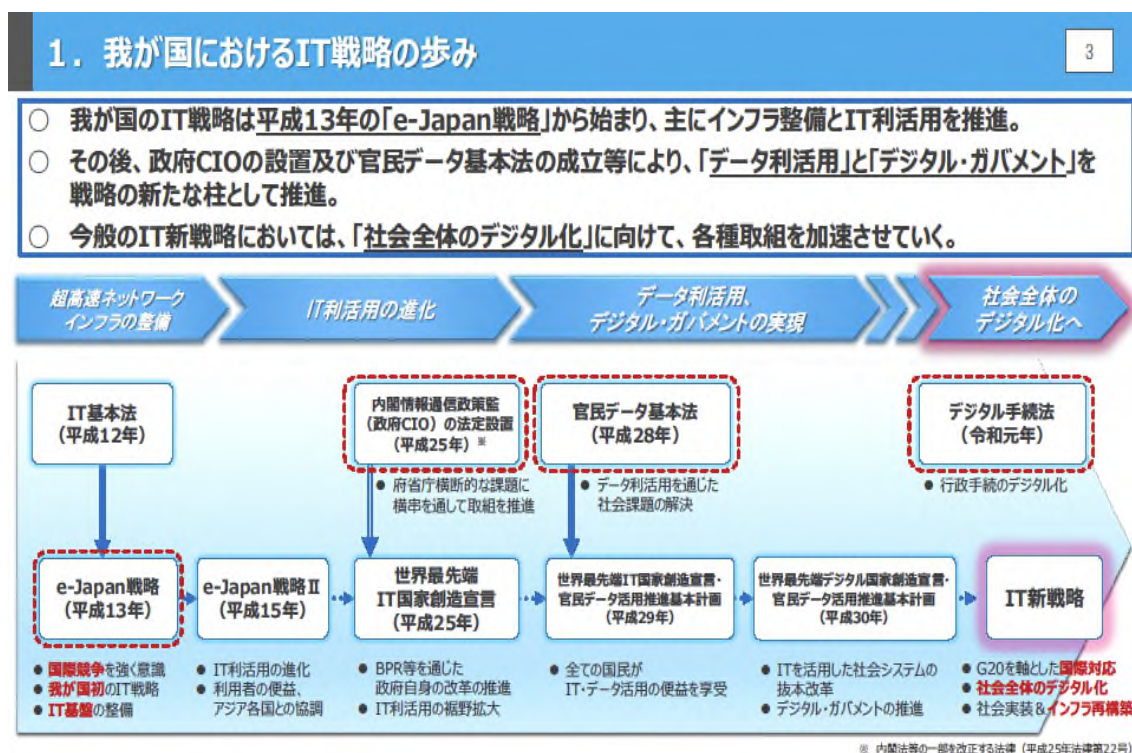 1．我が国におけるIT戦略の歩み
3
○ 我が国のIT戦略は平成13年の「e-Japan戦略」から始まり、主にインフラ整備とIT利活用を推進。
○ その後、政府CIOの設置及び官民データ基本法の成立等により、「データ利活用」と「デジタル・ガバメント」を
戦略の新たな柱として推進。
○ 今般のIT新戦略においては、「社会全体のデジタル化」に向けて、各種取組を加速させていく。
超高速ネットワーク
インフラの整備
IT利活用の進化
データ利活用、
デジタル・ガバメントの実現
社会全体の
デジタル化へ
IT基本法
（平成12年）
内閣情報通信政策監
（政府CIO）の法定設置
（平成25年）※
● 府省庁横断的な課題に
横串を通して取組を推進
官民データ基本法
（平成28年）
● データ利活用を通じた
社会課題の解決
デジタル手続法
（令和元年）
● 行政手続のデジタル化
e-Japan戦略
（平成13年）
● 国際競争を強く意識
● 我が国初のIT戦略
● IT基盤の整備
e-Japan戦略Ⅱ
（平成15年）
● IT利活用の進化
● 利用者の便益、
アジア各国との協調
世界最先端
IT国家創造宣言
（平成25年）
● BPR等を通じた
政府自身の改革の推進
● IT利活用の裾野拡大
世界最先端IT国家創造宣言・
官民データ活用推進基本計画
（平成29年）
● 全ての国民が
IT・データ活用の便益を享受
世界最先端デジタル国家創造宣言・
官民データ活用推進基本計画
（平成30年）
● ITを活用した社会システムの
抜本改革
● デジタル・ガバメントの推進
IT新戦略
● G20を軸とした国際対応
● 社会全体のデジタル化
● 社会実装＆インフラ再構築
※ 内閣法等の一部を改正する法律（平成25年法律第22号）